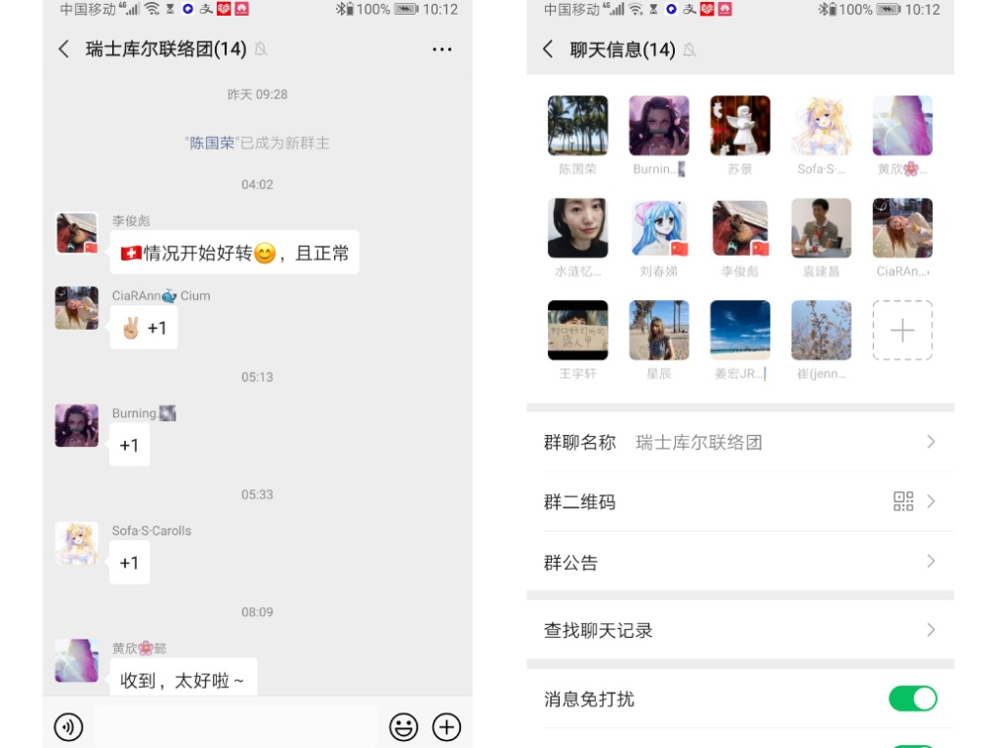 中国移动 4G 100% 10:12
瑞士库尔联络团(14)
昨天 09:28
"陈国荣"已成为新群主
04:02
李俊彪
🇨🇭情况开始好转😊，且正常
CiaRAnn🐳 Cium
✌🏻 +1
05:13
Burning.
+1
05:33
Sofa·S·Carolls
+1
08:09
黄欣🌸懿
收到，太好啦～
中国移动 4G 100% 10:12
聊天信息(14)
陈国荣 Burnin... 苏景 Sofa·S·... 黄欣🌸...
水涟忆... 刘春娣 李俊彪 袁建昌 CiaRAn...
王宇轩 星辰 姜宏JR... 崔(jenn...
群聊名称 瑞士库尔联络团
群二维码
群公告
查找聊天记录
消息免打扰